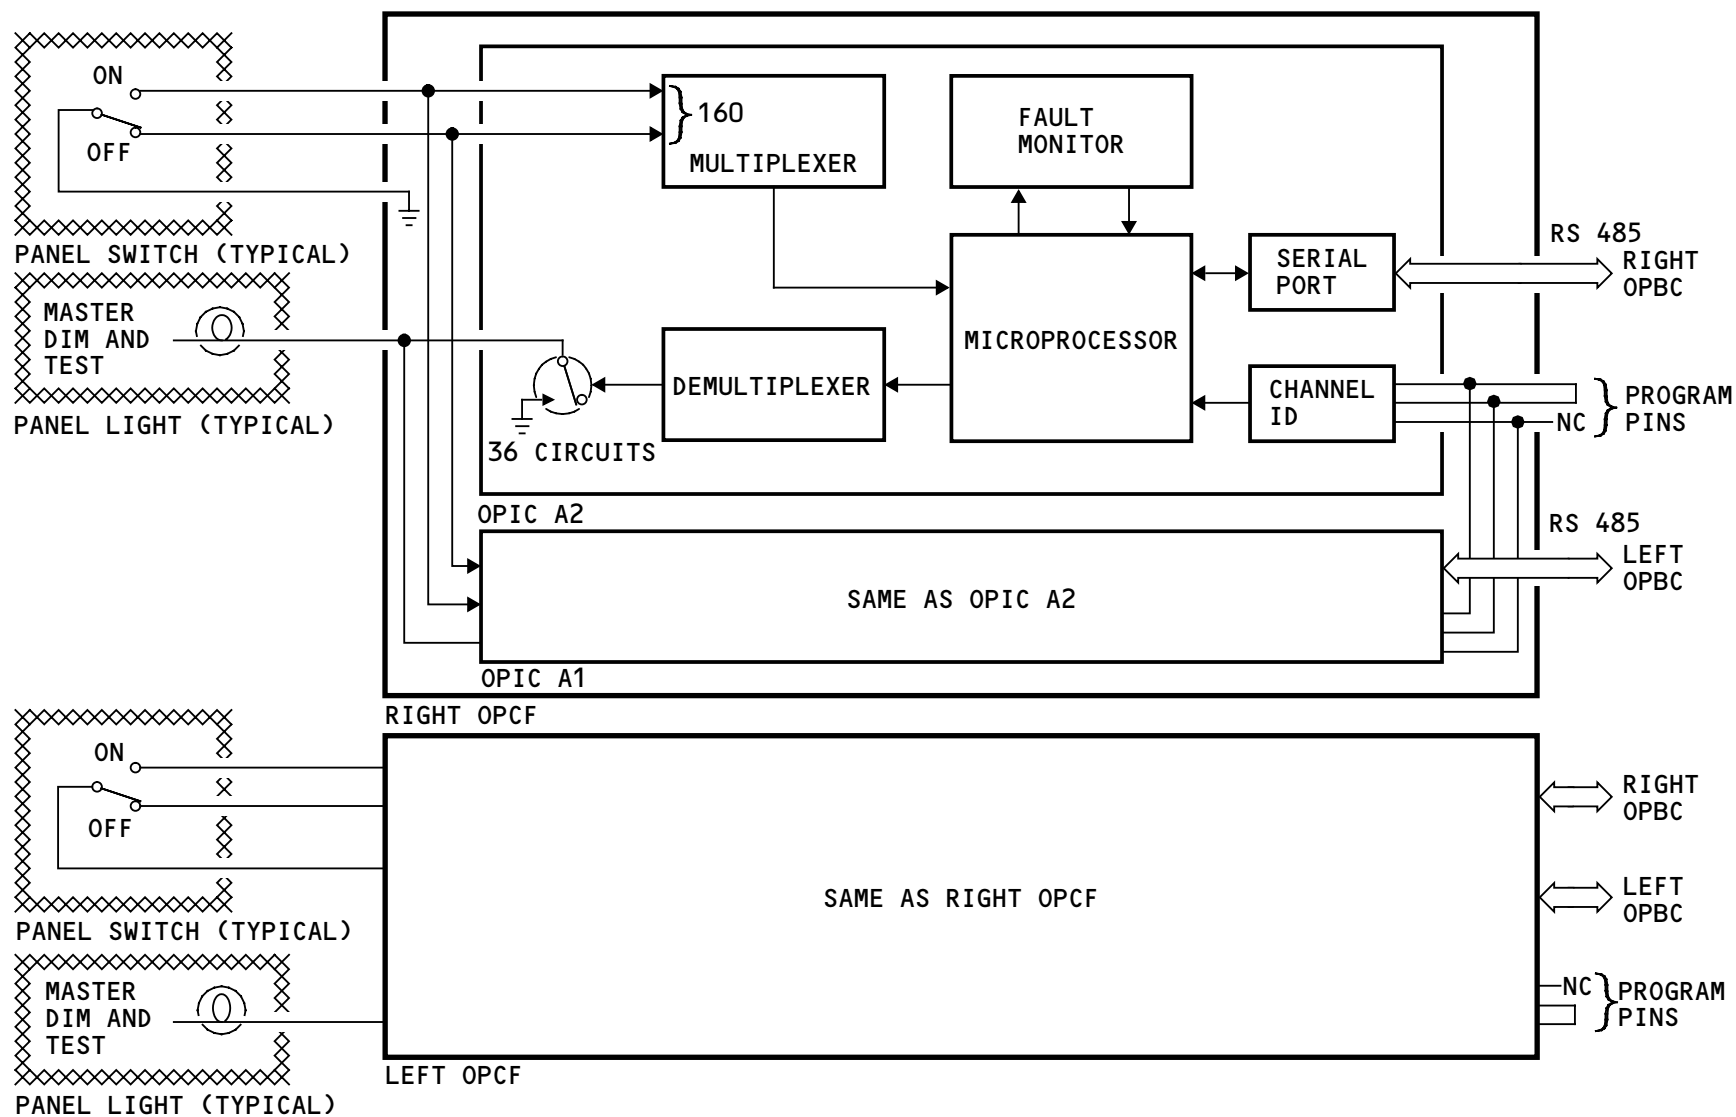 ON
OFF
PANEL SWITCH (TYPICAL)
MASTER
DIM AND
TEST
PANEL LIGHT (TYPICAL)
160
MULTIPLEXER
FAULT
MONITOR
MICROPROCESSOR
DEMULTIPLEXER
36 CIRCUITS
SERIAL
PORT
CHANNEL
ID
RS 485
RIGHT
OPBC
NC
PROGRAM
PINS
OPIC A2
RS 485
LEFT
OPBC
SAME AS OPIC A2
OPIC A1
RIGHT OPCF
ON
OFF
PANEL SWITCH (TYPICAL)
MASTER
DIM AND
TEST
PANEL LIGHT (TYPICAL)
SAME AS RIGHT OPCF
RIGHT
OPBC
LEFT
OPBC
NC
PROGRAM
PINS
LEFT OPCF